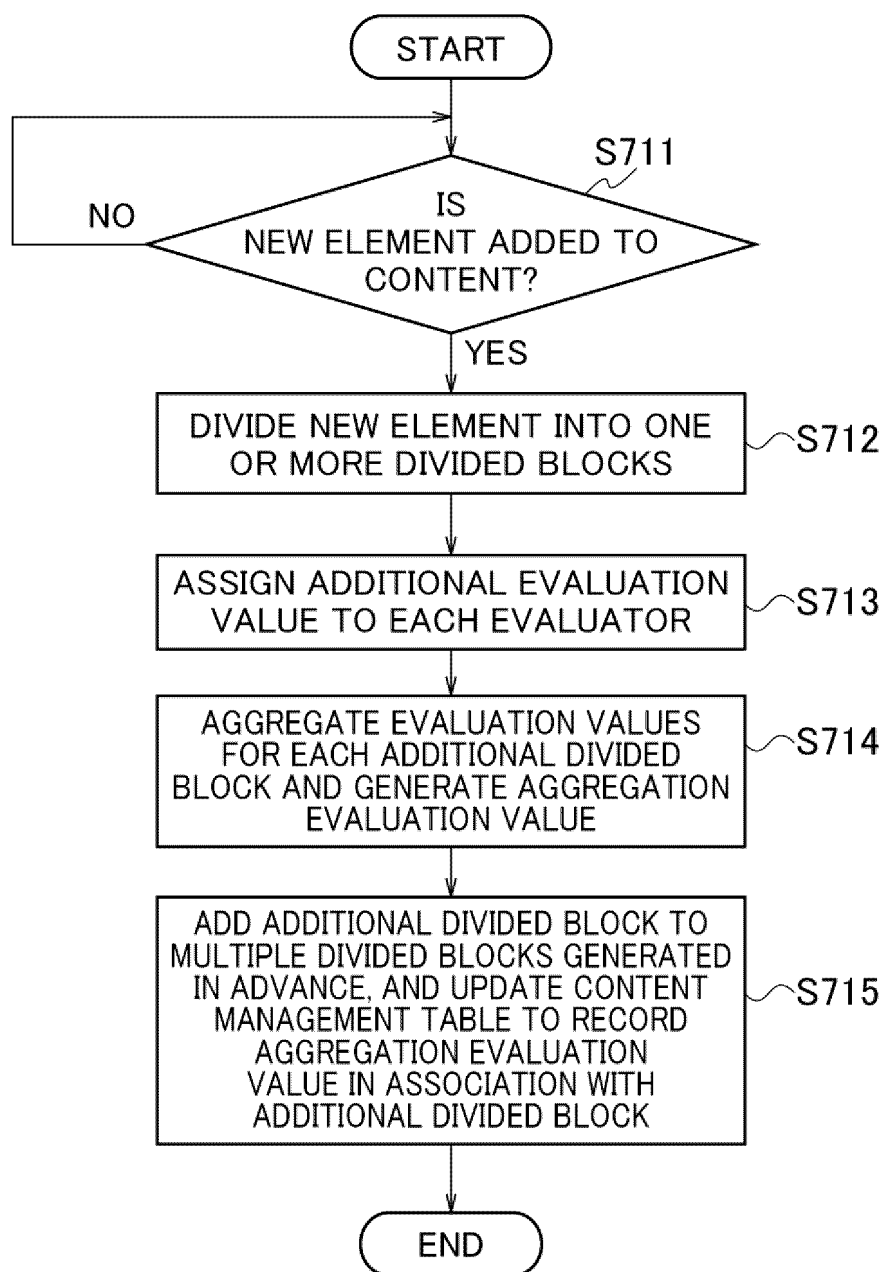 START
S711
IS
NEW ELEMENT ADDED TO
CONTENT?
NO
YES
DIVIDE NEW ELEMENT INTO ONE
OR MORE DIVIDED BLOCKS
S712
ASSIGN ADDITIONAL EVALUATION
VALUE TO EACH EVALUATOR
S713
AGGREGATE EVALUATION VALUES
FOR EACH ADDITIONAL DIVIDED
BLOCK AND GENERATE AGGREGATION
EVALUATION VALUE
S714
ADD ADDITIONAL DIVIDED BLOCK TO
MULTIPLE DIVIDED BLOCKS GENERATED
IN ADVANCE, AND UPDATE CONTENT
MANAGEMENT TABLE TO RECORD
AGGREGATION EVALUATION
VALUE IN ASSOCIATION WITH
ADDITIONAL DIVIDED BLOCK
S715
END